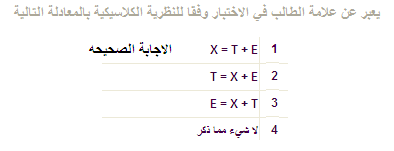 يعبر عن علامة الطالب في الاختبار وفقا للنظرية الكلاسيكية بالمعادلة التالية
1 X = T + E الاجابة الصحيحه
2 T = X + E
3 E = X + T
4 لا شيء مما ذكر